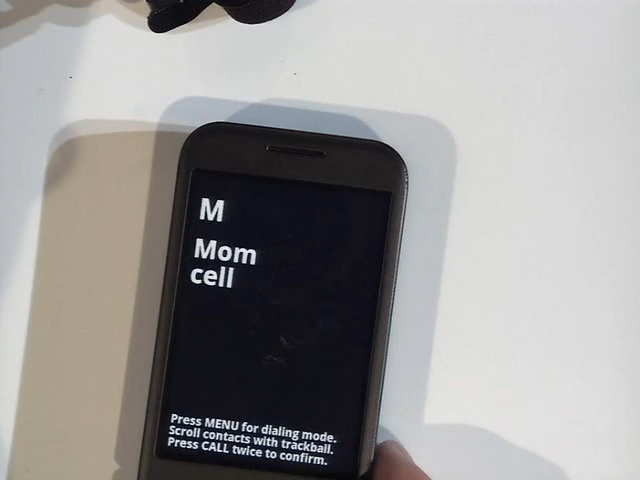 M
Mom
cell
Press MENU for dialing mode.
Scroll contacts with trackball.
Press CALL twice to confirm.